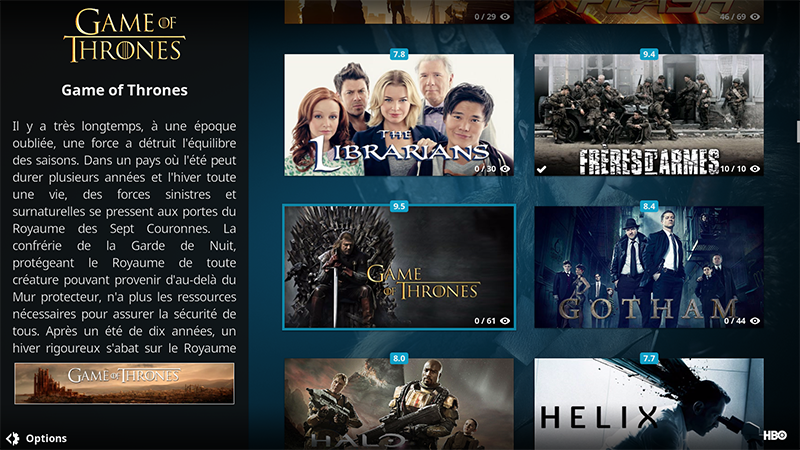 GAME OF
THRONES
Game of Thrones
Il y a très longtemps, à une époque
oubliée, une force a détruit l'équilibre
des saisons. Dans un pays où l'été peut
durer plusieurs années et l'hiver toute
une vie, des forces sinistres et
surnaturelles se pressent aux portes du
Royaume des Sept Couronnes. La
confrérie de la Garde de Nuit,
protégeant le Royaume de toute
créature pouvant provenir d'au-delà du
Mur protecteur, n'a plus les ressources
nécessaires pour assurer la sécurité de
tous. Après un été de dix années, un
hiver rigoureux s'abat sur le Royaume
GAME OF THRONES
Options
0 / 29
FLASH
46 / 69
7.8
THE
LIBRARIANS
0 / 30
9.4
FRÈRES D'ARMES
10 / 10
9.5
GAME
OF THRONES
0 / 61
8.4
GOTHAM
0 / 44
8.0
HALO
7.7
HELIX
HBO